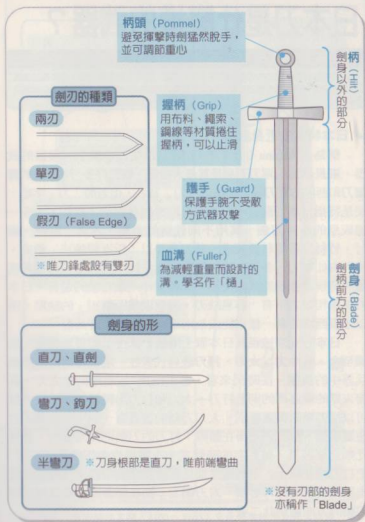 柄頭（Pommel）
避免揮擊時劍猛然脫手，
並可調節重心
柄（Hilt）
劍身以外的部分
劍刃的種類
兩刃
單刃
假刃（False Edge）
※唯刀鋒處設有雙刃
握柄（Grip）
用布料、繩索、
鋼線等材質捲住
握柄，可以止滑
護手（Guard）
保護手腕不受敵
方武器攻擊
血溝（Fuller）
為減輕重量而設計的
溝。學名作「樋」
劍身（Blade）
劍柄前方的部分
劍身的形
直刀、直劍
彎刀、鉤刀
半彎刀 ※刀身根部是直刀，唯前端彎曲
※沒有刃部的劍身
亦稱作「Blade」